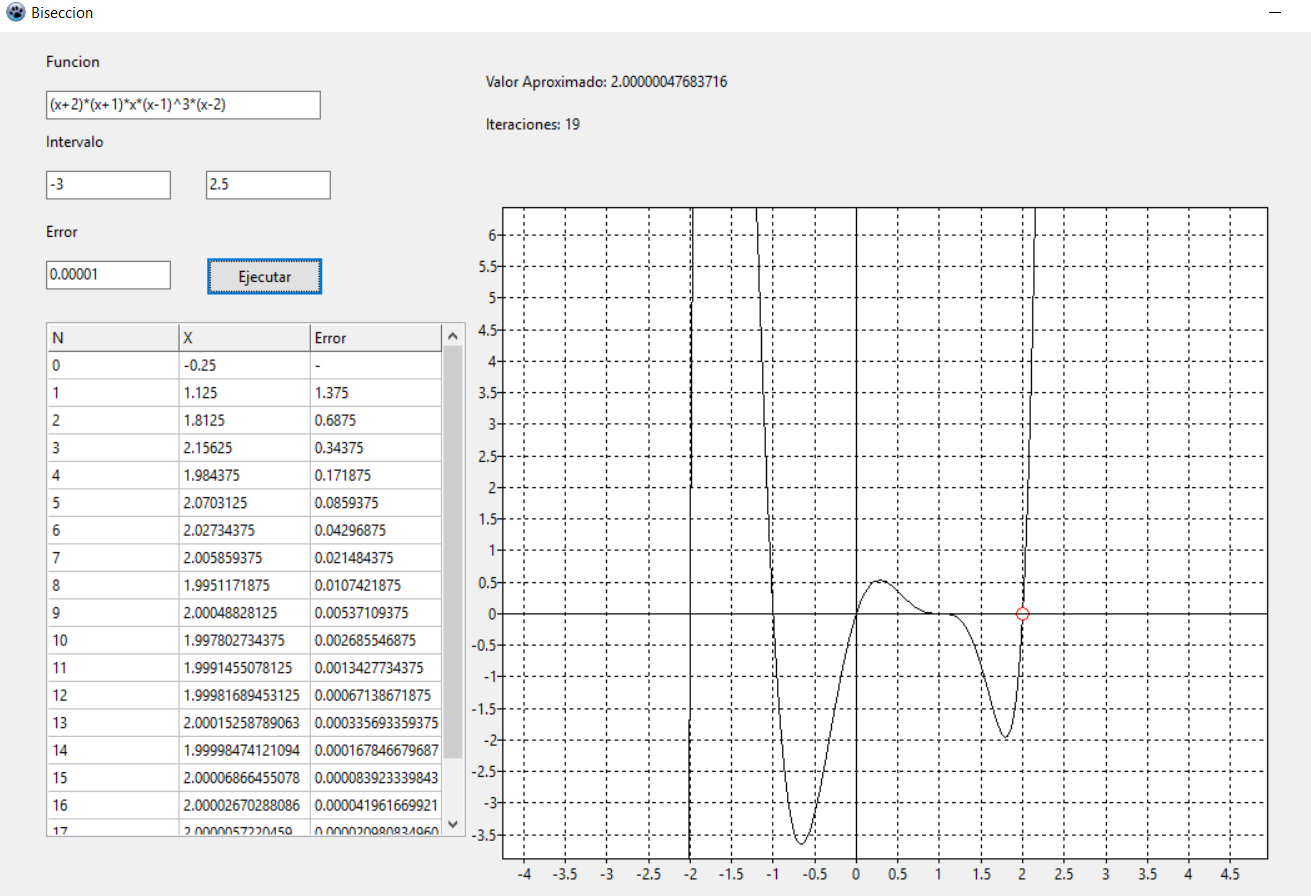 Biseccion
Funcion
(x+2)*(x+1)*x*(x-1)^3*(x-2)
Intervalo
-3 2.5
Error
0.00001 Ejecutar
Valor Aproximado: 2.00000047683716
Iteraciones: 19
N X Error
0 -0.25 -
1 1.125 1.375
2 1.8125 0.6875
3 2.15625 0.34375
4 1.984375 0.171875
5 2.0703125 0.0859375
6 2.02734375 0.04296875
7 2.005859375 0.021484375
8 1.9951171875 0.0107421875
9 2.00048828125 0.00537109375
10 1.997802734375 0.002685546875
11 1.9991455078125 0.0013427734375
12 1.99981689453125 0.00067138671875
13 2.00015258789063 0.000335693359375
14 1.99998474121094 0.000167846679687
15 2.00006866455078 0.000083923339843
16 2.00002670288086 0.000041961669921
17 2.0000057220459 0.000020980834960
6
5.5
5
4.5
4
3.5
3
2.5
2
1.5
1
0.5
0
-0.5
-1
-1.5
-2
-2.5
-3
-3.5
-4 -3.5 -3 -2.5 -2 -1.5 -1 -0.5 0 0.5 1 1.5 2 2.5 3 3.5 4 4.5